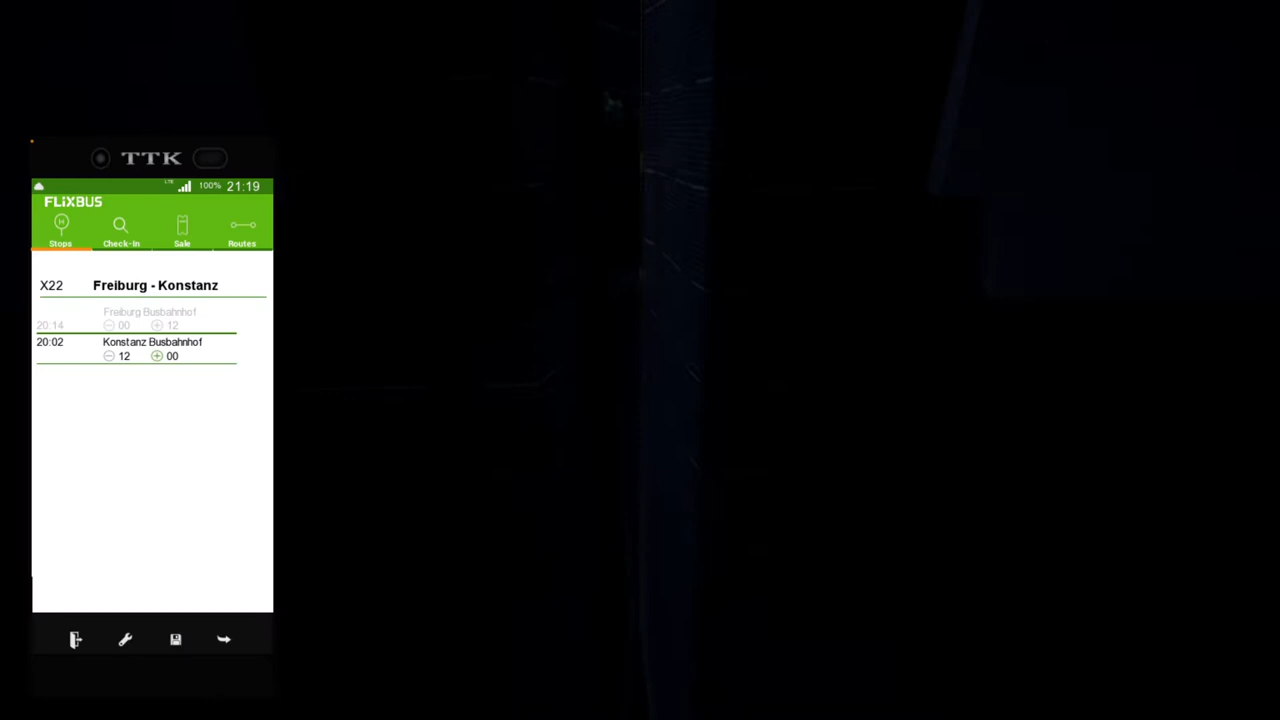 TTK
LTE 100% 21:19
FLiXBUS
Stops Check-In Sale Routes
X22 Freiburg - Konstanz
Freiburg Busbahnhof
20:14 00 12
20:02 Konstanz Busbahnhof
12 00